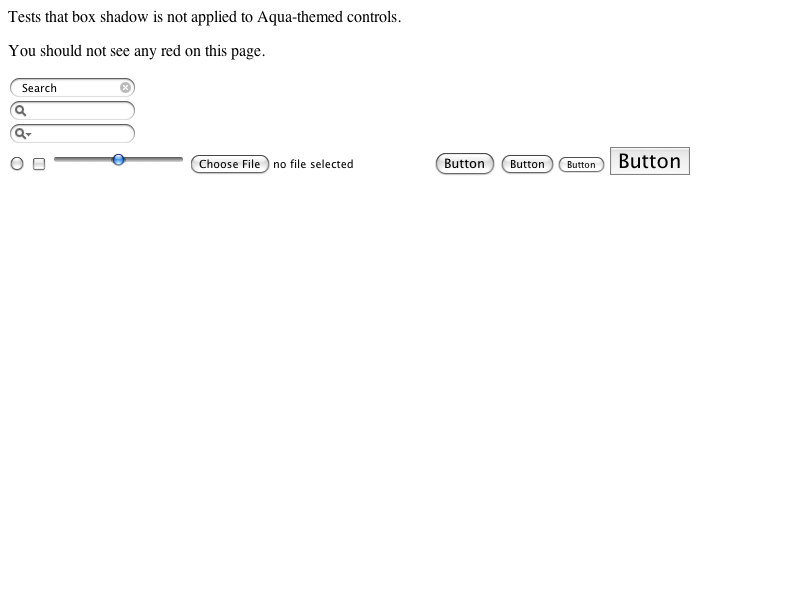 Tests that box shadow is not applied to Aqua-themed controls.
You should not see any red on this page.
Search
Choose File no file selected Button Button Button Button